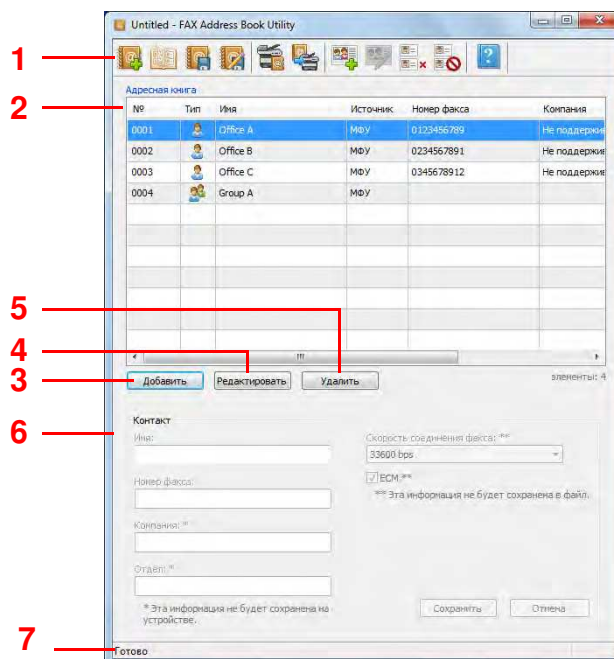 Untitled - FAX Address Book Utility
1
Адресная книга
2
№ Тип Имя Источник Номер факса Компания
0001 Office A МФУ 0123456789 Не поддержив
0002 Office B МФУ 0234567891 Не поддержив
0003 Office C МФУ 0345678912 Не поддержив
0004 Group A МФУ
5
4
3
Добавить Редактировать Удалить элементы: 4
6
Контакт
Имя: Скорость соединения факса: **
33600 bps
Номер факса: ECM **
** Эта информация не будет сохранена в файл.
Компания: *
Отдел: *
* Эта информация не будет сохранена на устройстве.
Сохранить Отмена
7
Готово